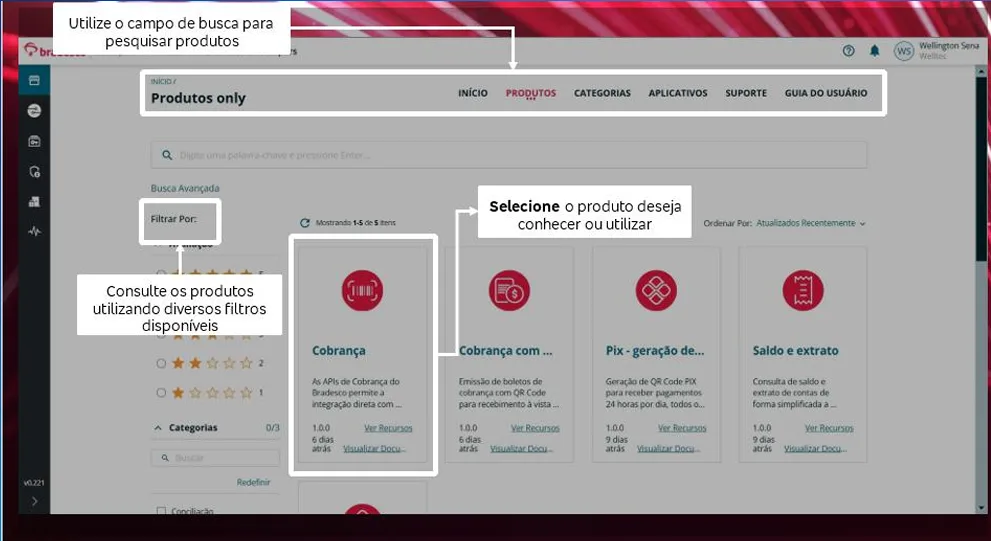 Utilize o campo de busca para
pesquisar produtos
bradesco
Wellington Sena
WS
Wellitos
INÍCIO /
Produtos only
INÍCIO PRODUTOS CATEGORIAS APLICATIVOS SUPORTE GUIA DO USUÁRIO
Digite uma palavra-chave e pressione Enter...
Busca Avançada
Selecione o produto deseja
conhecer ou utilizar
Filtrar Por:
Mostrando 1-5 de 5 itens
Ordenar Por: Atualizados Recentemente
Avaliação
5
Consulte os produtos
utilizando diversos filtros
disponíveis
3
2
1
Categorias 0/3
Buscar
Redefinir
Conciliação
Cobrança
As APIs de Cobrança do
Bradesco permite a
integração direta com ...
1.0.0 Ver Recursos
6 dias
atrás Visualizar Docu...
Cobrança com ...
Emissão de boletos de
cobrança com QR Code
para recebimento à vista ...
1.0.0 Ver Recursos
6 dias
atrás Visualizar Docu...
Pix - geração de...
Geração de QR Code PIX
para receber pagamentos
24 horas por dia, todos o...
1.0.0 Ver Recursos
9 dias
atrás Visualizar Docu...
Saldo e extrato
Consulta de saldo e
extrato de contas de
forma simplificada a ...
1.0.0 Ver Recursos
9 dias
atrás Visualizar Docu...
v0.221